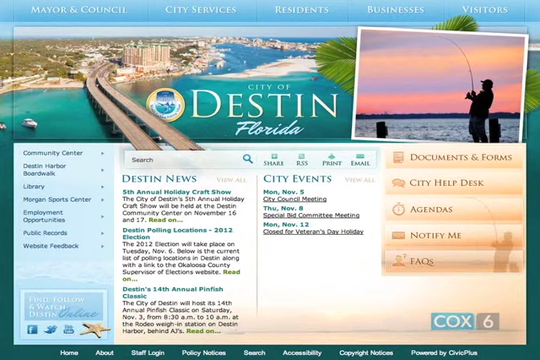 MAYOR & COUNCIL
CITY SERVICES
RESIDENTS
BUSINESSES
VISITORS
CITY OF
DESTIN
Florida
Community Center
Destin Harbor
Boardwalk
Library
Morgan Sports Center
Employment
Opportunities
Public Records
Website Feedback
FIND, FOLLOW
& WATCH
DESTIN Online
You
Search
SHARE
RSS
PRINT
EMAIL
DESTIN NEWS VIEW ALL
5th Annual Holiday Craft Show
The City of Destin's 5th Annual Holiday
Craft Show will be held at the Destin
Community Center on November 16
and 17. Read on...
Destin Polling Locations - 2012
Election
The 2012 Election will take place on
Tuesday, Nov. 6. Below is the current
list of polling locations in Destin along
with a link to the Okaloosa County
Supervisor of Elections website. Read
on...
Destin's 14th Annual Pinfish
Classic
The City of Destin will host its 14th
Annual Pinfish Classic on Saturday,
Nov. 3, from 8:30 a.m. to 10 a.m. at
the Rodeo weigh-in station on Destin
Harbor, behind AJ's. Read on...
CITY EVENTS VIEW ALL
Mon, Nov. 5
City Council Meeting
Thu, Nov. 8
Special Bid Committee Meeting
Mon, Nov. 12
Closed for Veteran's Day Holiday
DOCUMENTS & FORMS
CITY HELP DESK
AGENDAS
NOTIFY ME
FAQS
COX 6
Home About Staff Login Policy Notices Search Accessibility Copyright Notices Powered by CivicPlus